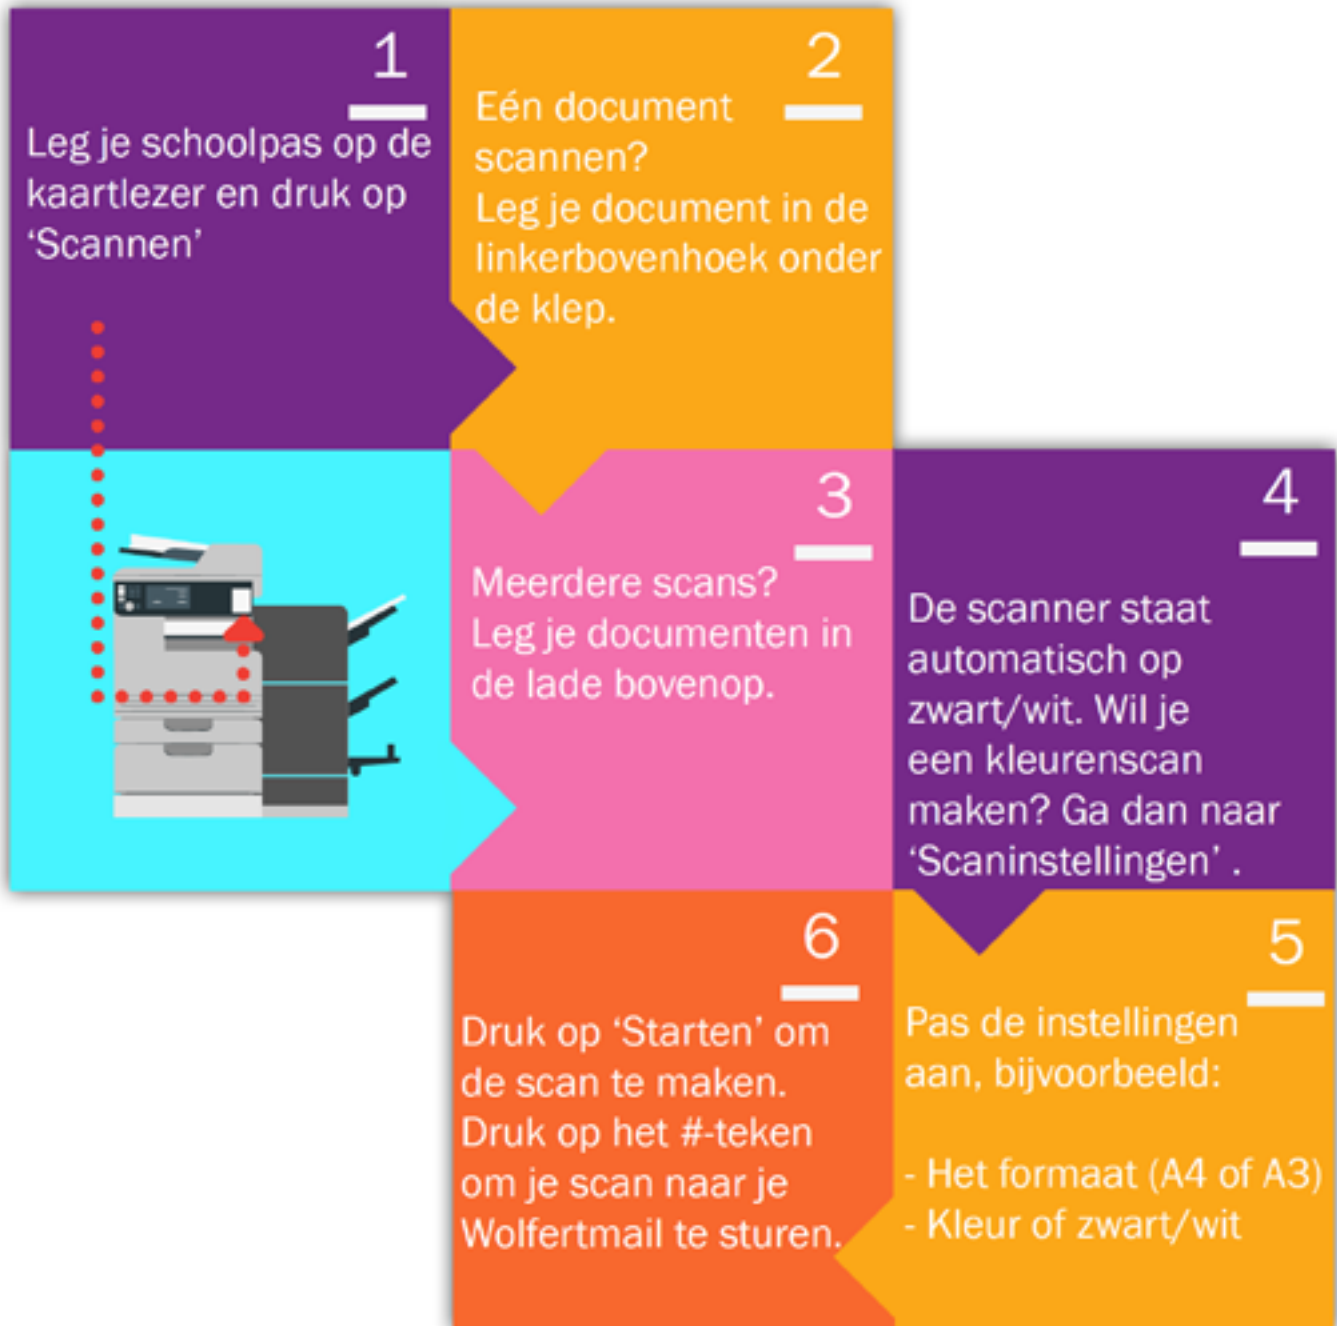 1
Leg je schoolpas op de
kaartlezer en druk op
‘Scannen’
2
Eén document
scannen?
Leg je document in de
linkerbovenhoek onder
de klep.
3
Meerdere scans?
Leg je documenten in
de lade bovenop.
4
De scanner staat
automatisch op
zwart/wit. Wil je
een kleurenscan
maken? Ga dan naar
‘Scaninstellingen’ .
5
Pas de instellingen
aan, bijvoorbeeld:
- Het formaat (A4 of A3)
- Kleur of zwart/wit
6
Druk op ‘Starten’ om
de scan te maken.
Druk op het #-teken
om je scan naar je
Wolfertmail te sturen.